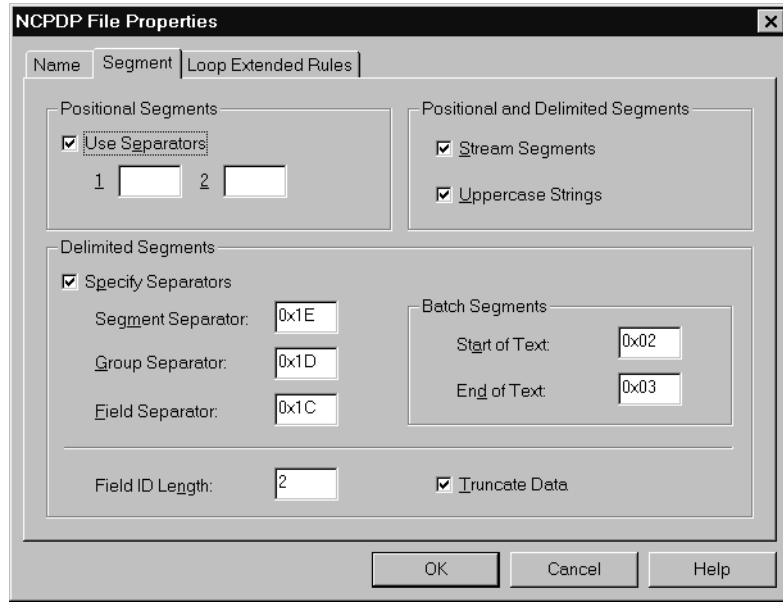 NCPDP File Properties
Name Segment Loop Extended Rules
Positional Segments
Use Separators
1 2
Positional and Delimited Segments
Stream Segments
Uppercase Strings
Delimited Segments
Specify Separators
Segment Separator: 0x1E
Group Separator: 0x1D
Field Separator: 0x1C
Batch Segments
Start of Text: 0x02
End of Text: 0x03
Field ID Length: 2
Truncate Data
OK Cancel Help